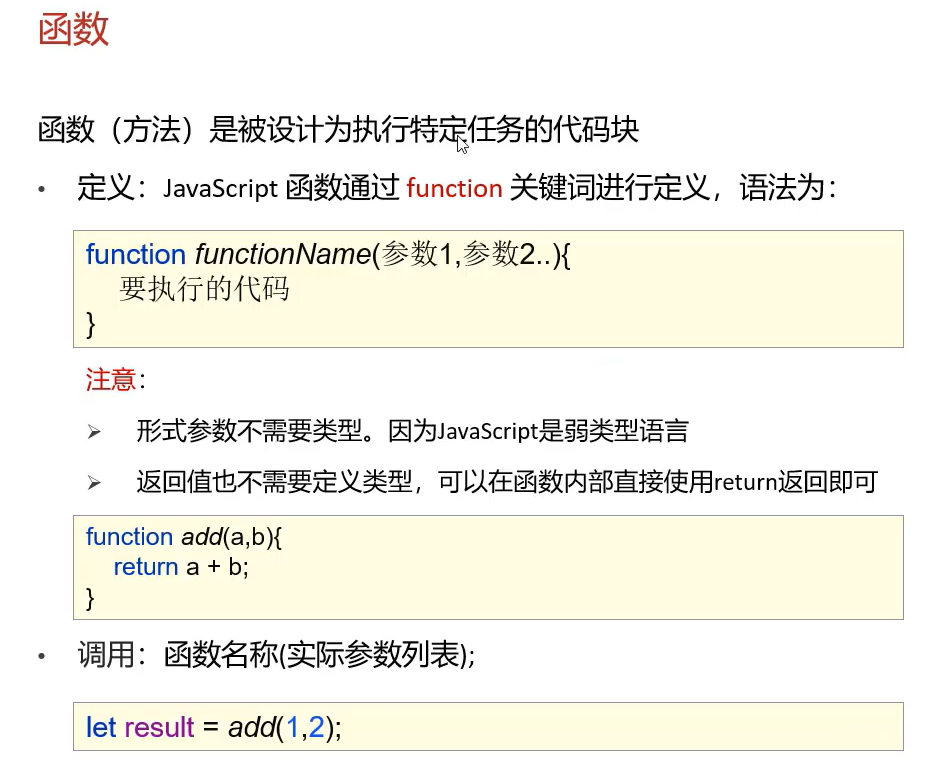 函数
函数（方法）是被设计为执行特定任务的代码块
• 定义：JavaScript 函数通过 function 关键词进行定义，语法为：
function functionName(参数1,参数2..){
要执行的代码
}
注意：
➢ 形式参数不需要类型。因为JavaScript是弱类型语言
➢ 返回值也不需要定义类型，可以在函数内部直接使用return返回即可
function add(a,b){
return a + b;
}
• 调用：函数名称(实际参数列表);
let result = add(1,2);